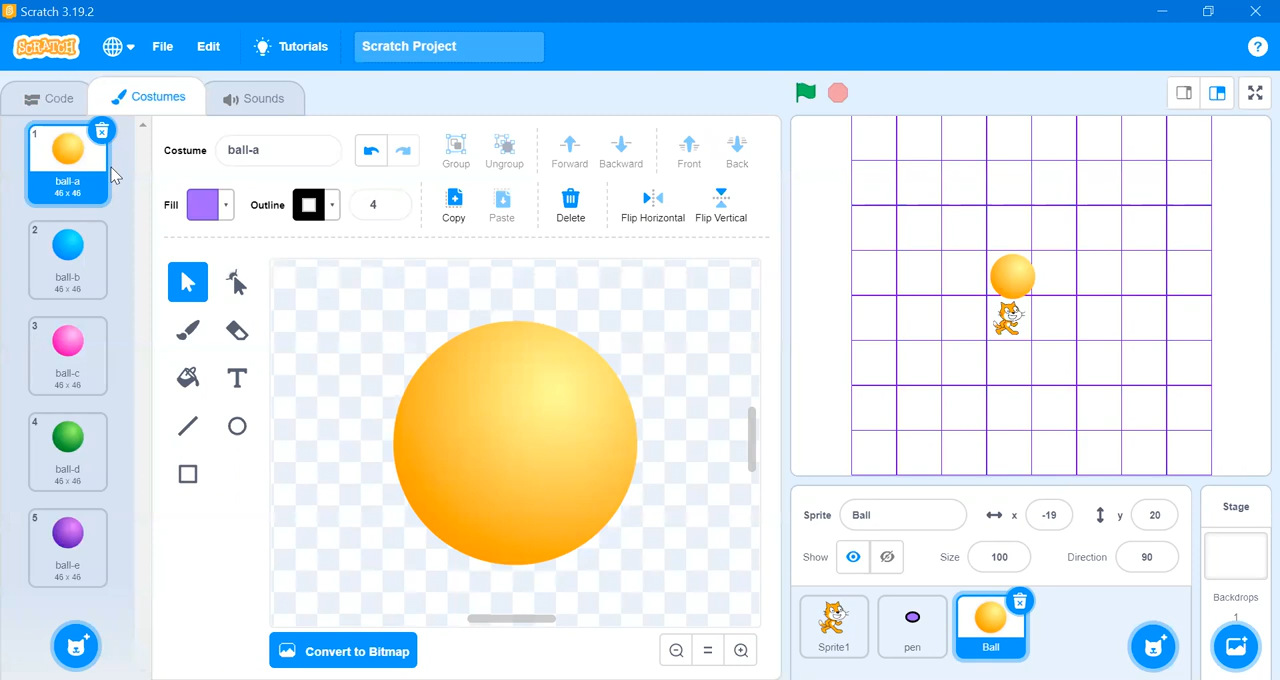 Scratch 3.19.2
SCRATCH File Edit Tutorials Scratch Project ?
Code Costumes Sounds
1
ball-a
46 x 46
2
ball-b
46 x 46
3
ball-c
46 x 46
4
ball-d
46 x 46
5
ball-e
46 x 46
Costume ball-a Group Ungroup Forward Backward Front Back
Fill Outline 4 Copy Paste Delete Flip Horizontal Flip Vertical
T
Convert to Bitmap
Sprite Ball x -19 y 20
Show Size 100 Direction 90
Sprite1 pen Ball
Stage
Backdrops
1